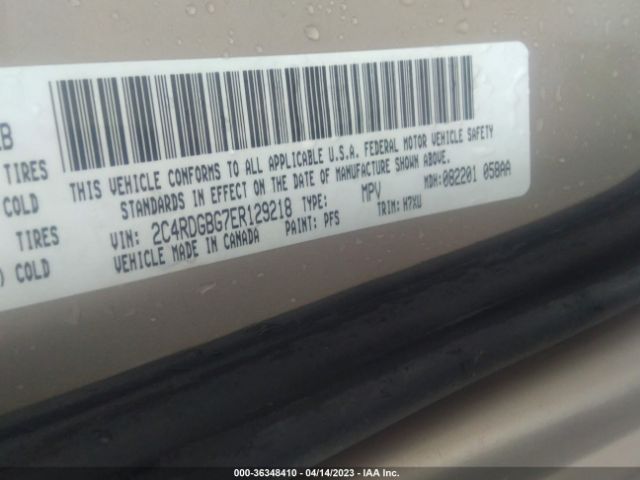 B
TIRES
COLD
TIRES
) COLD
THIS VEHICLE CONFORMS TO ALL APPLICABLE U.S.A. FEDERAL MOTOR VEHICLE SAFETY
STANDARDS IN EFFECT ON THE DATE OF MANUFACTURE SHOWN ABOVE.
VIN: 2C4RDGBG7ER129218 TYPE: MPV MDH: 082201 058AA
VEHICLE MADE IN CANADA PAINT: PFS TRIM: H7XU
000-36348410 - 04/14/2023 - IAA Inc.